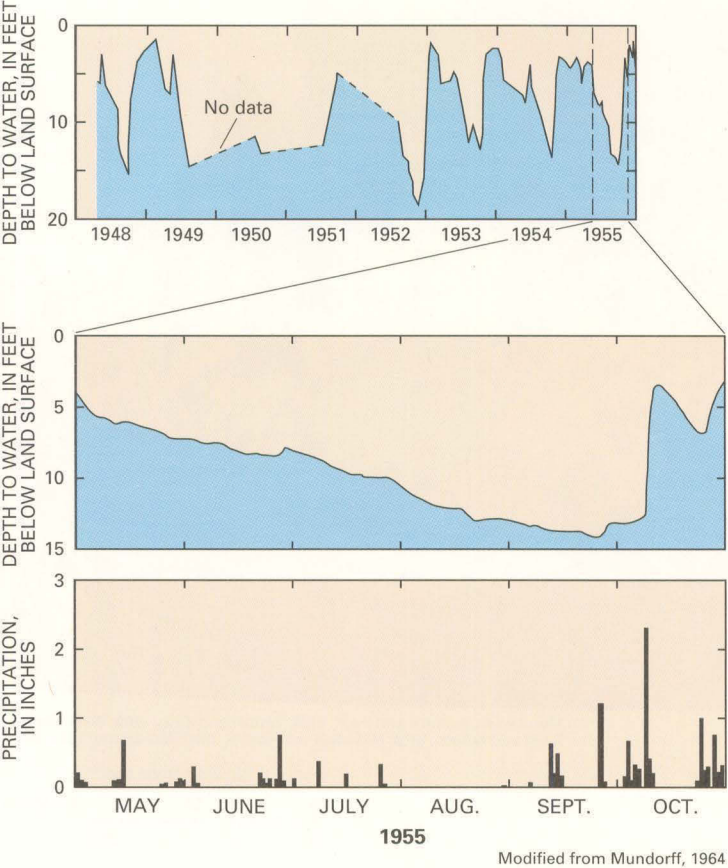 DEPTH TO WATER, IN FEET
BELOW LAND SURFACE
0
10
20
No data
1948 1949 1950 1951 1952 1953 1954 1955
DEPTH TO WATER, IN FEET
BELOW LAND SURFACE
0
5
10
15
PRECIPITATION,
IN INCHES
3
2
1
0
MAY JUNE JULY AUG. SEPT. OCT.
1955
Modified from Mundorff, 1964